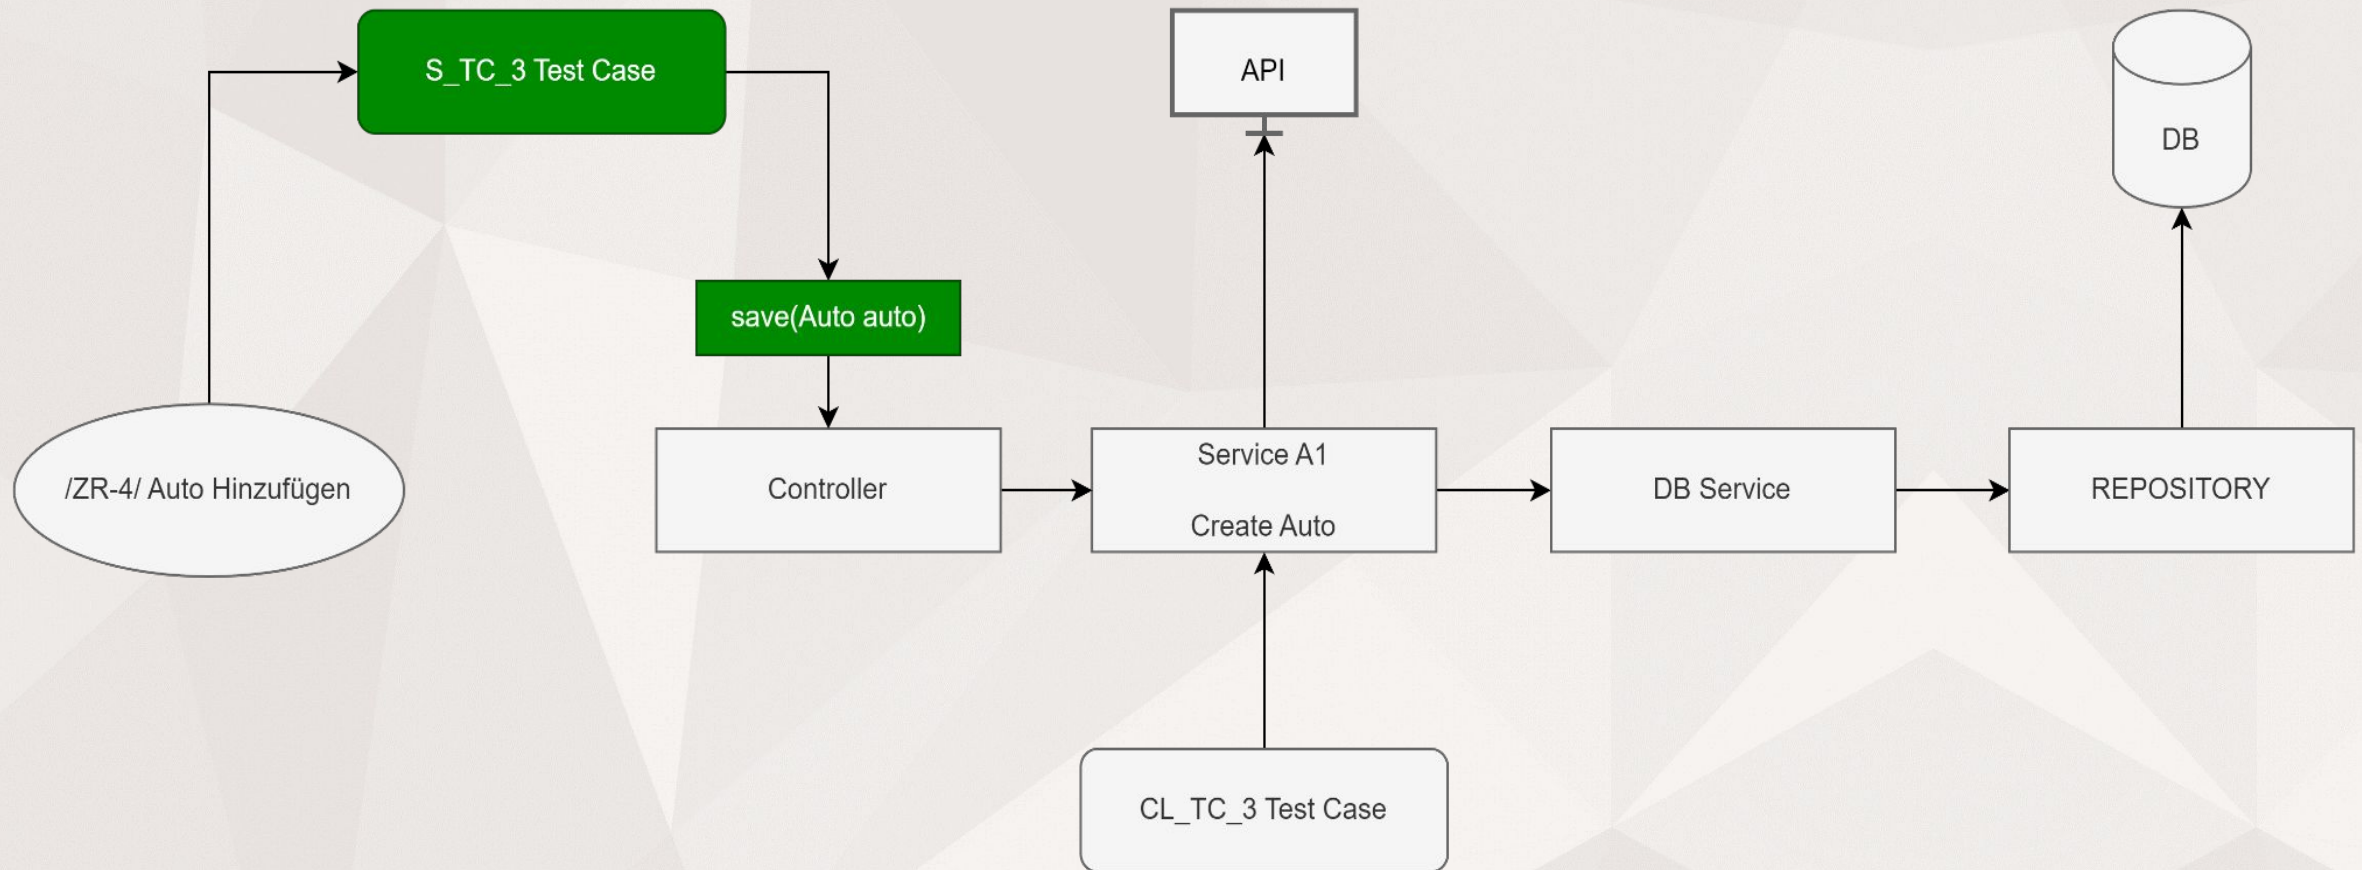 S_TC_3 Test Case
API
DB
save(Auto auto)
/ZR-4/ Auto Hinzufügen
Controller
Service A1
Create Auto
DB Service
REPOSITORY
CL_TC_3 Test Case